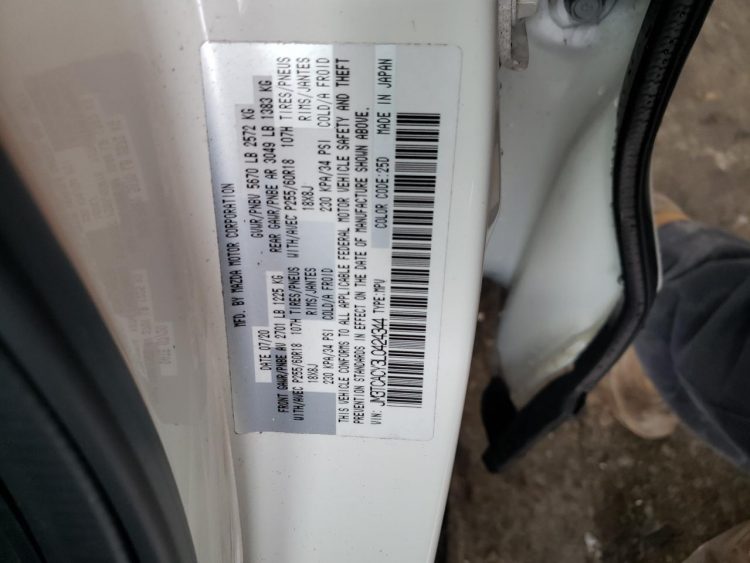 MFD. BY MAZDA MOTOR CORPORATION
DATE 07/20 GVWR/PNBV 5670 LB 2572 KG
FRONT GAWR/PNBE AV 2701 LB 1225 KG REAR GAWR/PNBE AR 3049 LB 1383 KG
WITH/AVEC P255/60R18 107H TIRES/PNEUS WITH/AVEC P255/60R18 107H TIRES/PNEUS
18X8J RIMS/JANTES 18X8J RIMS/JANTES
230 KPA/34 PSI COLD/A FROID 230 KPA/34 PSI COLD/A FROID
THIS VEHICLE CONFORMS TO ALL APPLICABLE FEDERAL MOTOR VEHICLE SAFETY AND THEFT
PREVENTION STANDARDS IN EFFECT ON THE DATE OF MANUFACTURE SHOWN ABOVE.
COLOR CODE:25D MADE IN JAPAN
VIN: JM3TCACY3L0424344 TYPE:MPV